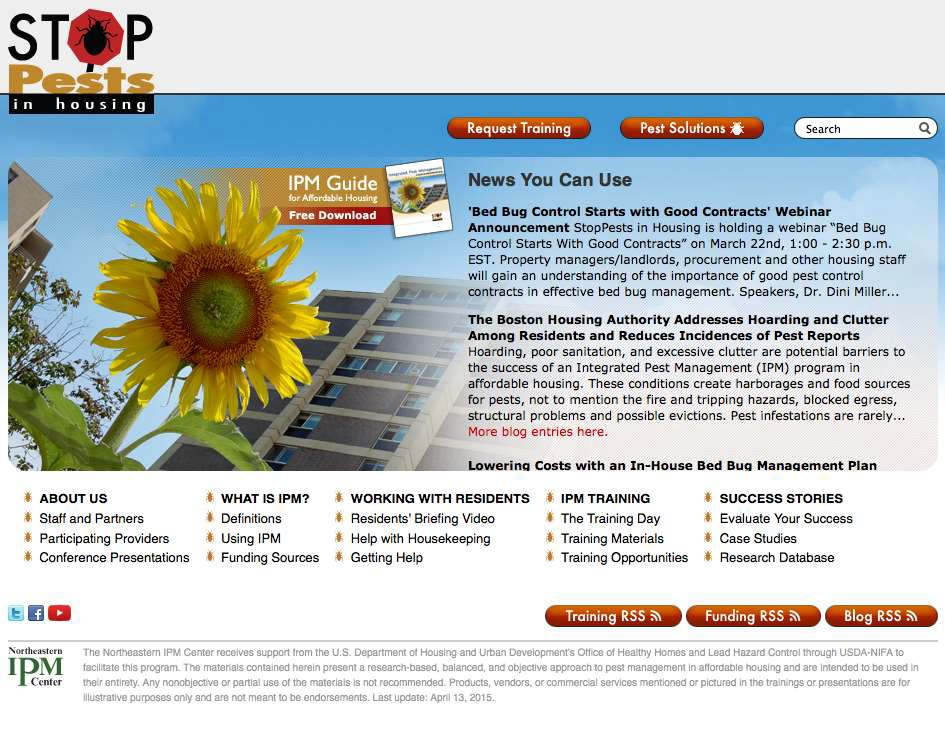 STOP
Pests
in housing
Request Training
Pest Solutions
Search
IPM Guide
for Affordable Housing
Free Download
Integrated Pest Management
News You Can Use
'Bed Bug Control Starts with Good Contracts' Webinar
Announcement StopPests in Housing is holding a webinar “Bed Bug
Control Starts With Good Contracts” on March 22nd, 1:00 - 2:30 p.m.
EST. Property managers/landlords, procurement and other housing staff
will gain an understanding of the importance of good pest control
contracts in effective bed bug management. Speakers, Dr. Dini Miller...
The Boston Housing Authority Addresses Hoarding and Clutter
Among Residents and Reduces Incidences of Pest Reports
Hoarding, poor sanitation, and excessive clutter are potential barriers to
the success of an Integrated Pest Management (IPM) program in
affordable housing. These conditions create harborages and food sources
for pests, not to mention the fire and tripping hazards, blocked egress,
structural problems and possible evictions. Pest infestations are rarely...
More blog entries here.
Lowering Costs with an In-House Bed Bug Management Plan
ABOUT US
Staff and Partners
Participating Providers
Conference Presentations
WHAT IS IPM?
Definitions
Using IPM
Funding Sources
WORKING WITH RESIDENTS
Residents' Briefing Video
Help with Housekeeping
Getting Help
IPM TRAINING
The Training Day
Training Materials
Training Opportunities
SUCCESS STORIES
Evaluate Your Success
Case Studies
Research Database
Training RSS
Funding RSS
Blog RSS
Northeastern
IPM
Center
The Northeastern IPM Center receives support from the U.S. Department of Housing and Urban Development's Office of Healthy Homes and Lead Hazard Control through USDA-NIFA to
facilitate this program. The materials contained herein present a research-based, balanced, and objective approach to pest management in affordable housing and are intended to be used in
their entirety. Any nonobjective or partial use of the materials is not recommended. Products, vendors, or commercial services mentioned or pictured in the trainings or presentations are for
illustrative purposes only and are not meant to be endorsements. Last update: April 13, 2015.